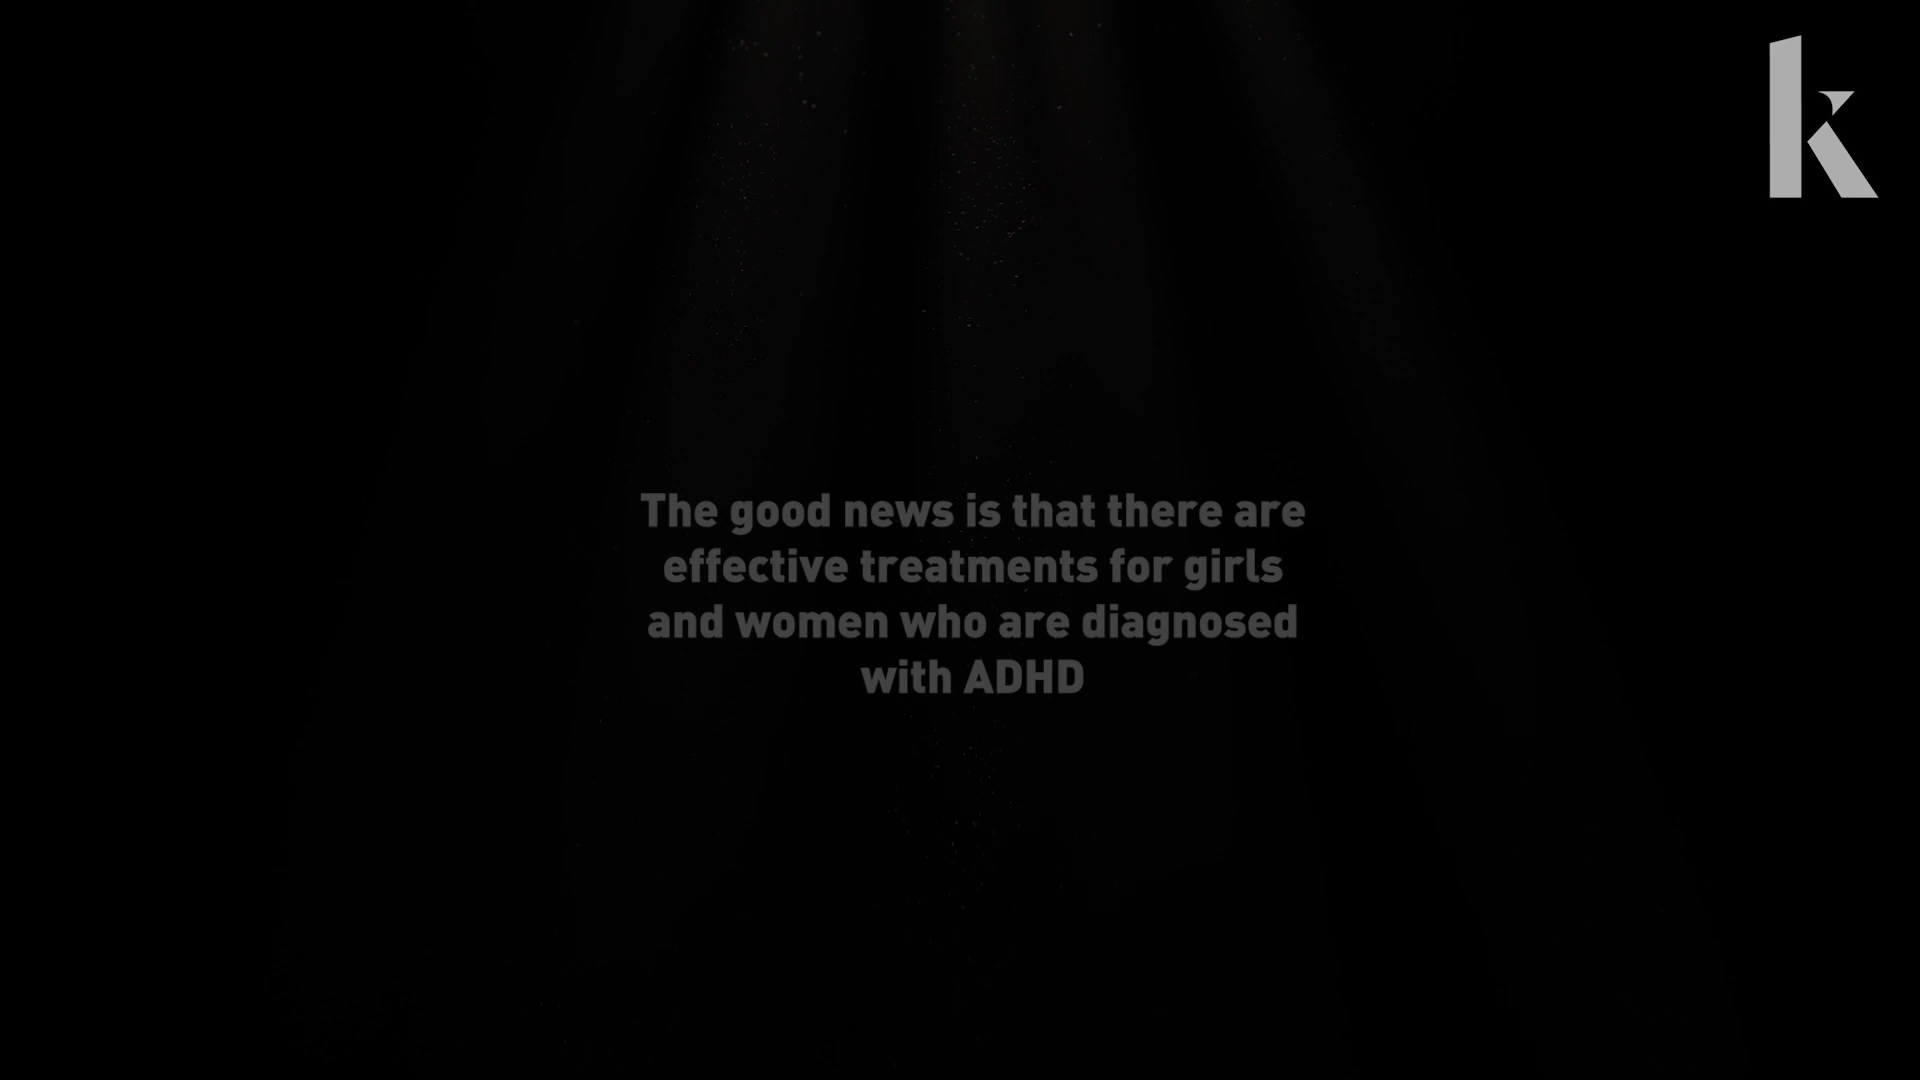 k
The good news is that there are
effective treatments for girls
and women who are diagnosed
with ADHD